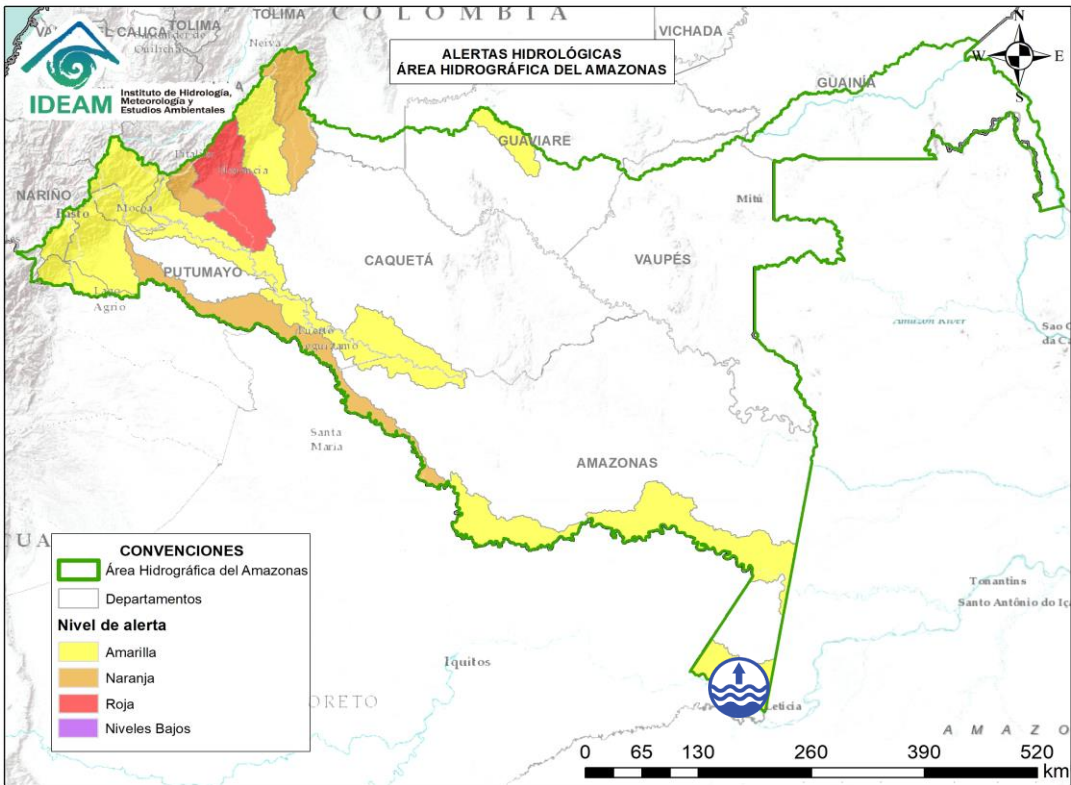 COLOMBIA
TOLIMA
TOLIMA
VICHADA
Neiva
IDEAM
Instituto de Hidrología,
Meteorología y
Estudios Ambientales
ALERTAS HIDROLÓGICAS
ÁREA HIDROGRÁFICA DEL AMAZONAS
N
W
E
S
GUAINÍA
GUAVIARE
NARIÑO
Pasto
Mocoa
Mitú
PUTUMAYO
CAQUETÁ
VAUPÉS
Lago
Agrio
Puerto
Amazon River
Santa
Maria
AMAZONAS
CONVENCIONES
Área Hidrográfica del Amazonas
Departamentos
Nivel de alerta
Amarilla
Naranja
Roja
Niveles Bajos
Tonantins
Santo Antônio do Iça
Iquitos
ORETO
Leticia
A M A Z O
0 65 130 260 390 520
km